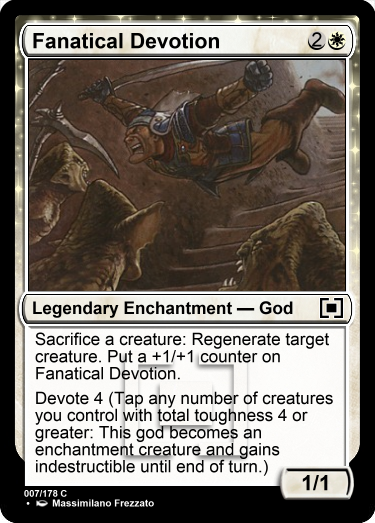 Fanatical Devotion 2
Legendary Enchantment — God
Sacrifice a creature: Regenerate target
creature. Put a +1/+1 counter on
Fanatical Devotion.
Devote 4 (Tap any number of creatures
you control with total toughness 4 or
greater: This god becomes an
enchantment creature and gains
indestructible until end of turn.)
1/1
007/178 C
• Massimiliano Frezzato